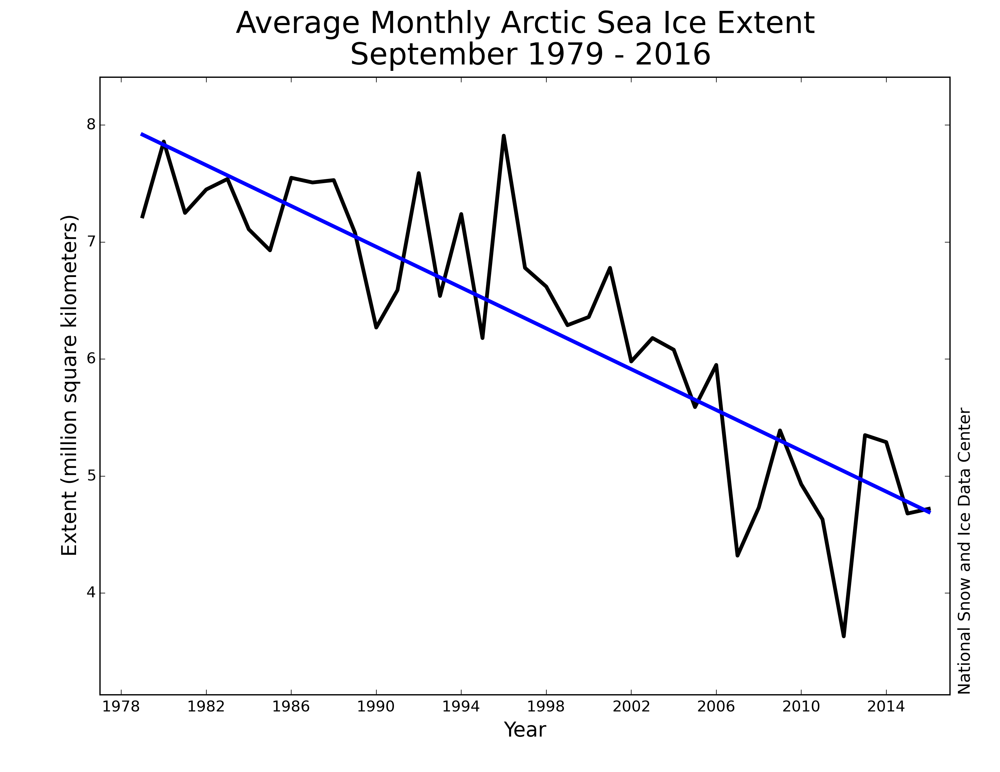 Average Monthly Arctic Sea Ice Extent
September 1979 - 2016
Extent (million square kilometers)
8
7
6
5
4
1978 1982 1986 1990 1994 1998 2002 2006 2010 2014
Year
National Snow and Ice Data Center